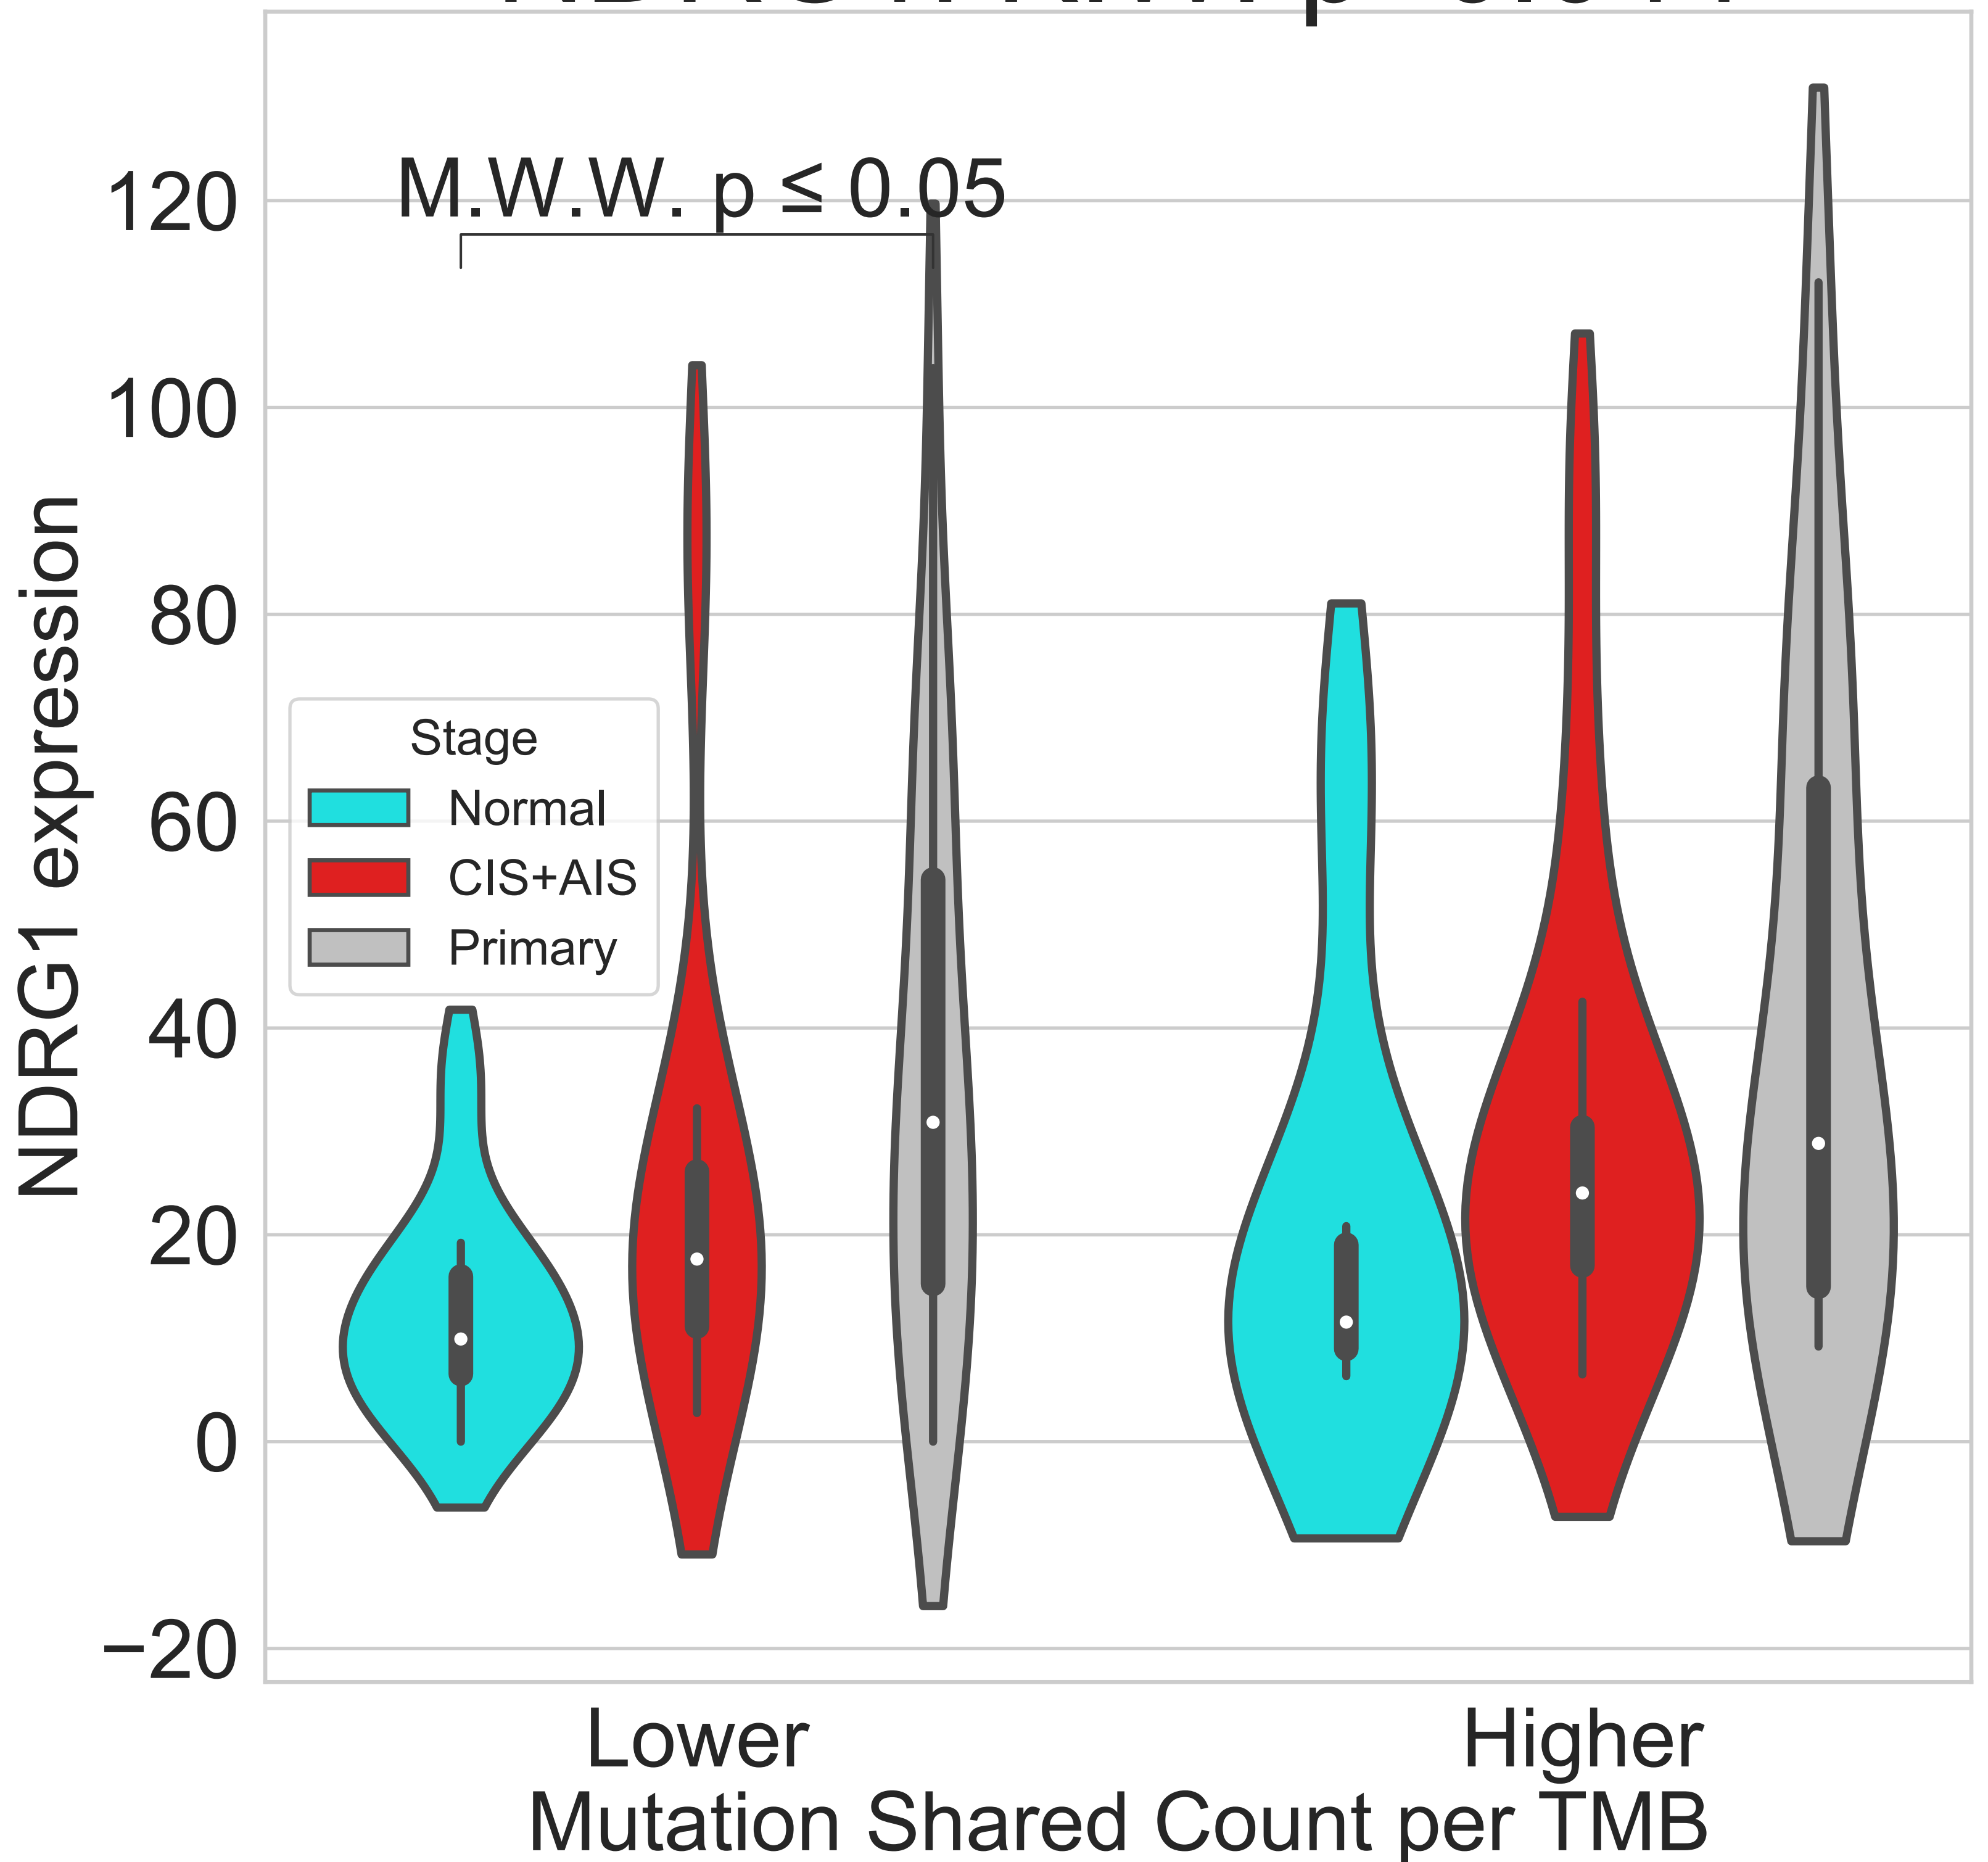 M.W.W. p ≤ 0.05
120
100
80
60
40
20
0
−20
NDRG1 expression
Stage
Normal
CIS+AIS
Primary
Lower
Higher
Mutation Shared Count per TMB